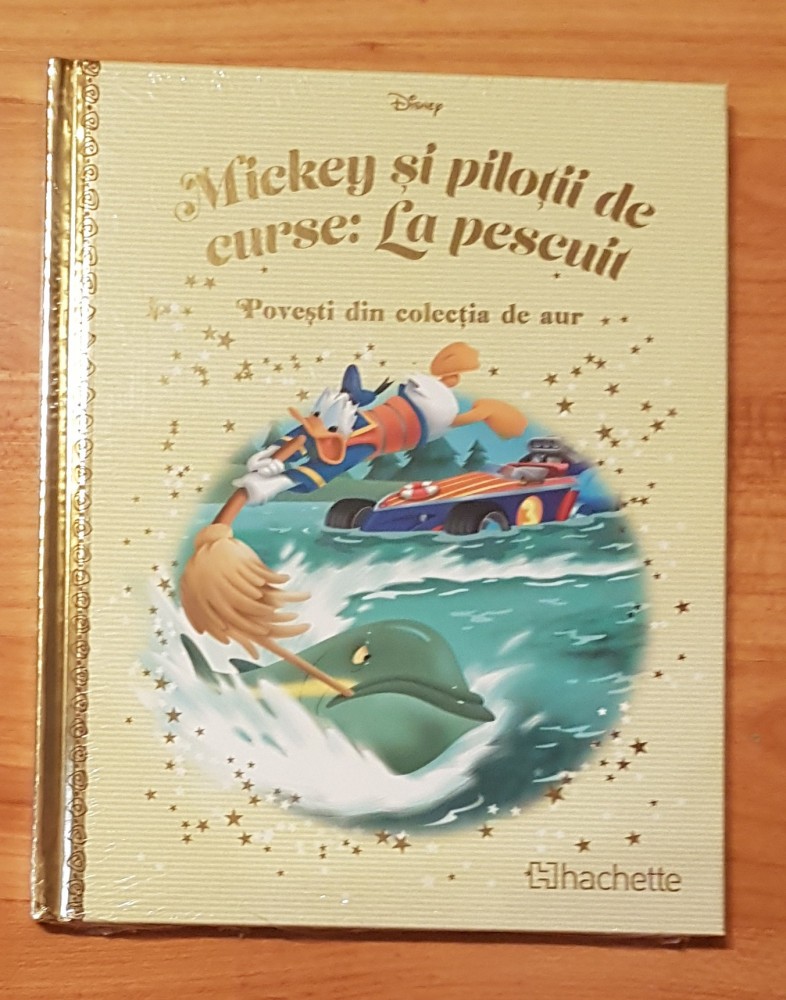 Disney
Mickey și piloții de
curse: La pescuit
Povești din colecția de aur
3
hachette